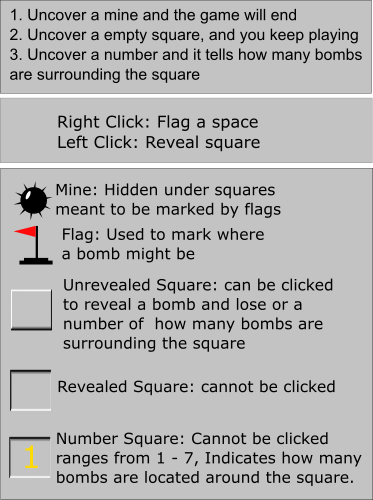 1. Uncover a mine and the game will end
2. Uncover a empty square, and you keep playing
3. Uncover a number and it tells how many bombs
are surrounding the square
Right Click: Flag a space
Left Click: Reveal square
Mine: Hidden under squares
meant to be marked by flags
Flag: Used to mark where
a bomb might be
Unrevealed Square: can be clicked
to reveal a bomb and lose or a
number of how many bombs are
surrounding the square
Revealed Square: cannot be clicked
1
Number Square: Cannot be clicked
ranges from 1 - 7, Indicates how many
bombs are located around the square.